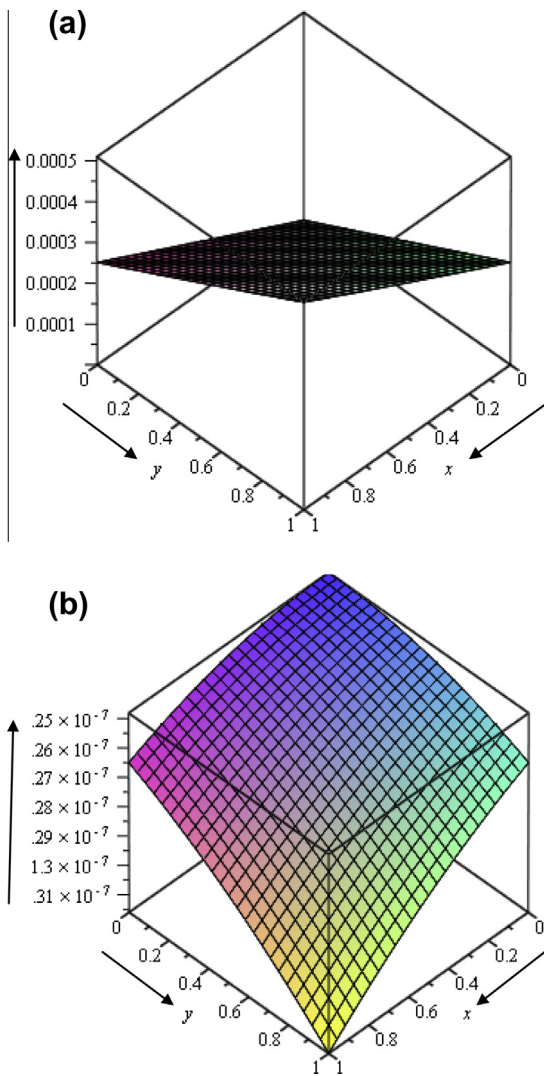 (a)
0.0005
0.0004
0.0003
0.0002
0.0001
0 0
0.2 0.2
0.4 0.4
0.6 0.6
y x
0.8 0.8
1 1
(b)
.25 × 10⁻⁷
.26 × 10⁻⁷
.27 × 10⁻⁷
.28 × 10⁻⁷
.29 × 10⁻⁷
1.3 × 10⁻⁷
.31 × 10⁻⁷
0 0
0.2 0.2
0.4 0.4
0.6 0.6
y x
0.8 0.8
1 1